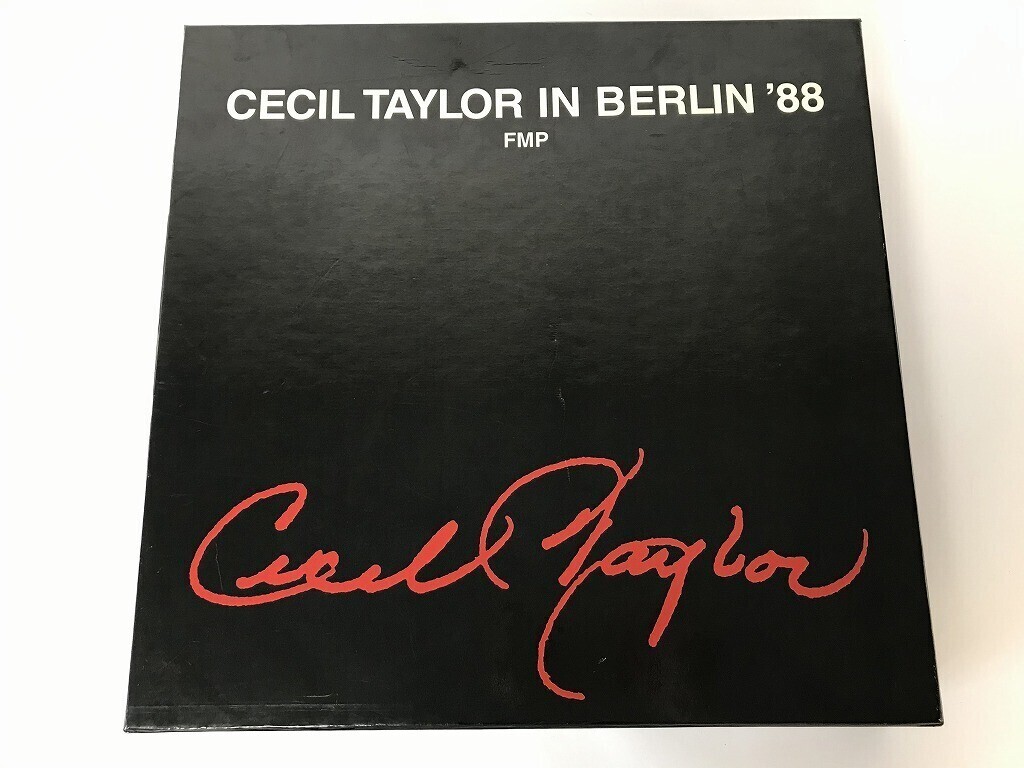 CECIL TAYLOR IN BERLIN ’88
FMP
Cecil Taylor